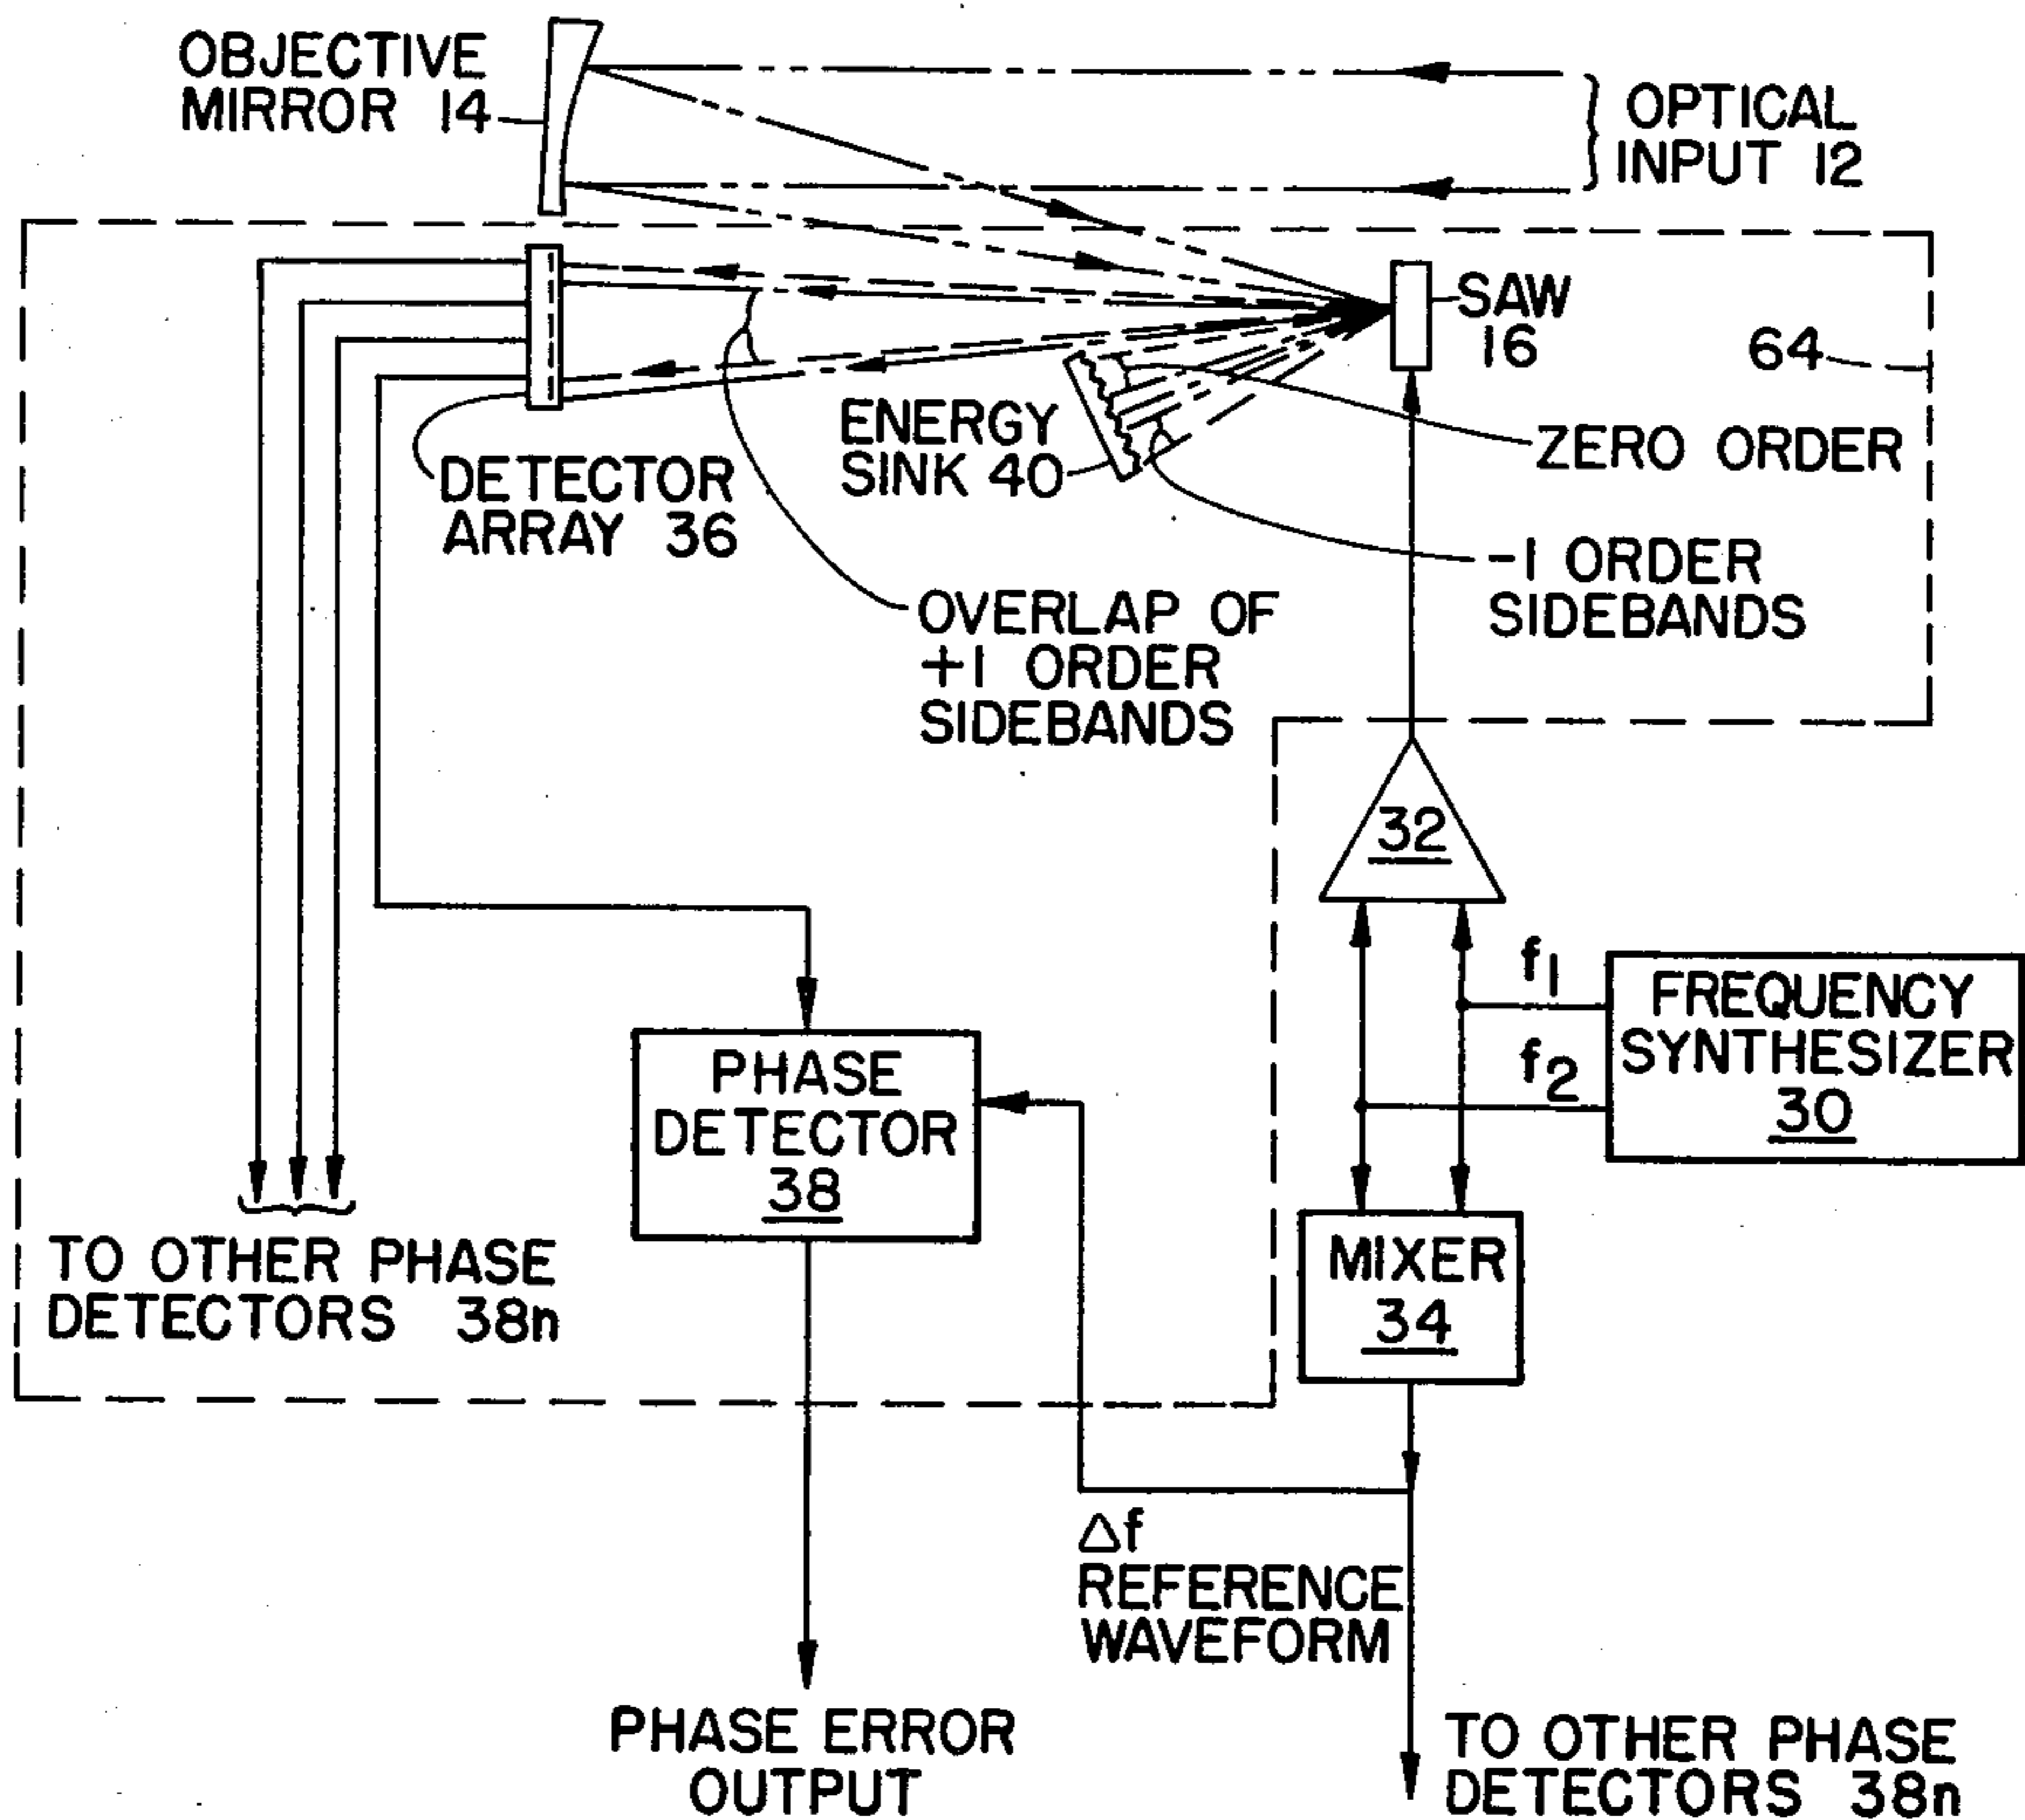 OBJECTIVE
MIRROR 14
OPTICAL
INPUT 12
SAW
16
64
ENERGY
SINK 40
ZERO ORDER
DETECTOR
ARRAY 36
-1 ORDER
SIDEBANDS
OVERLAP OF
+1 ORDER
SIDEBANDS
32
f1
f2
FREQUENCY
SYNTHESIZER
30
PHASE
DETECTOR
38
MIXER
34
TO OTHER PHASE
DETECTORS 38n
Δf
REFERENCE
WAVEFORM
PHASE ERROR
OUTPUT
TO OTHER PHASE
DETECTORS 38n